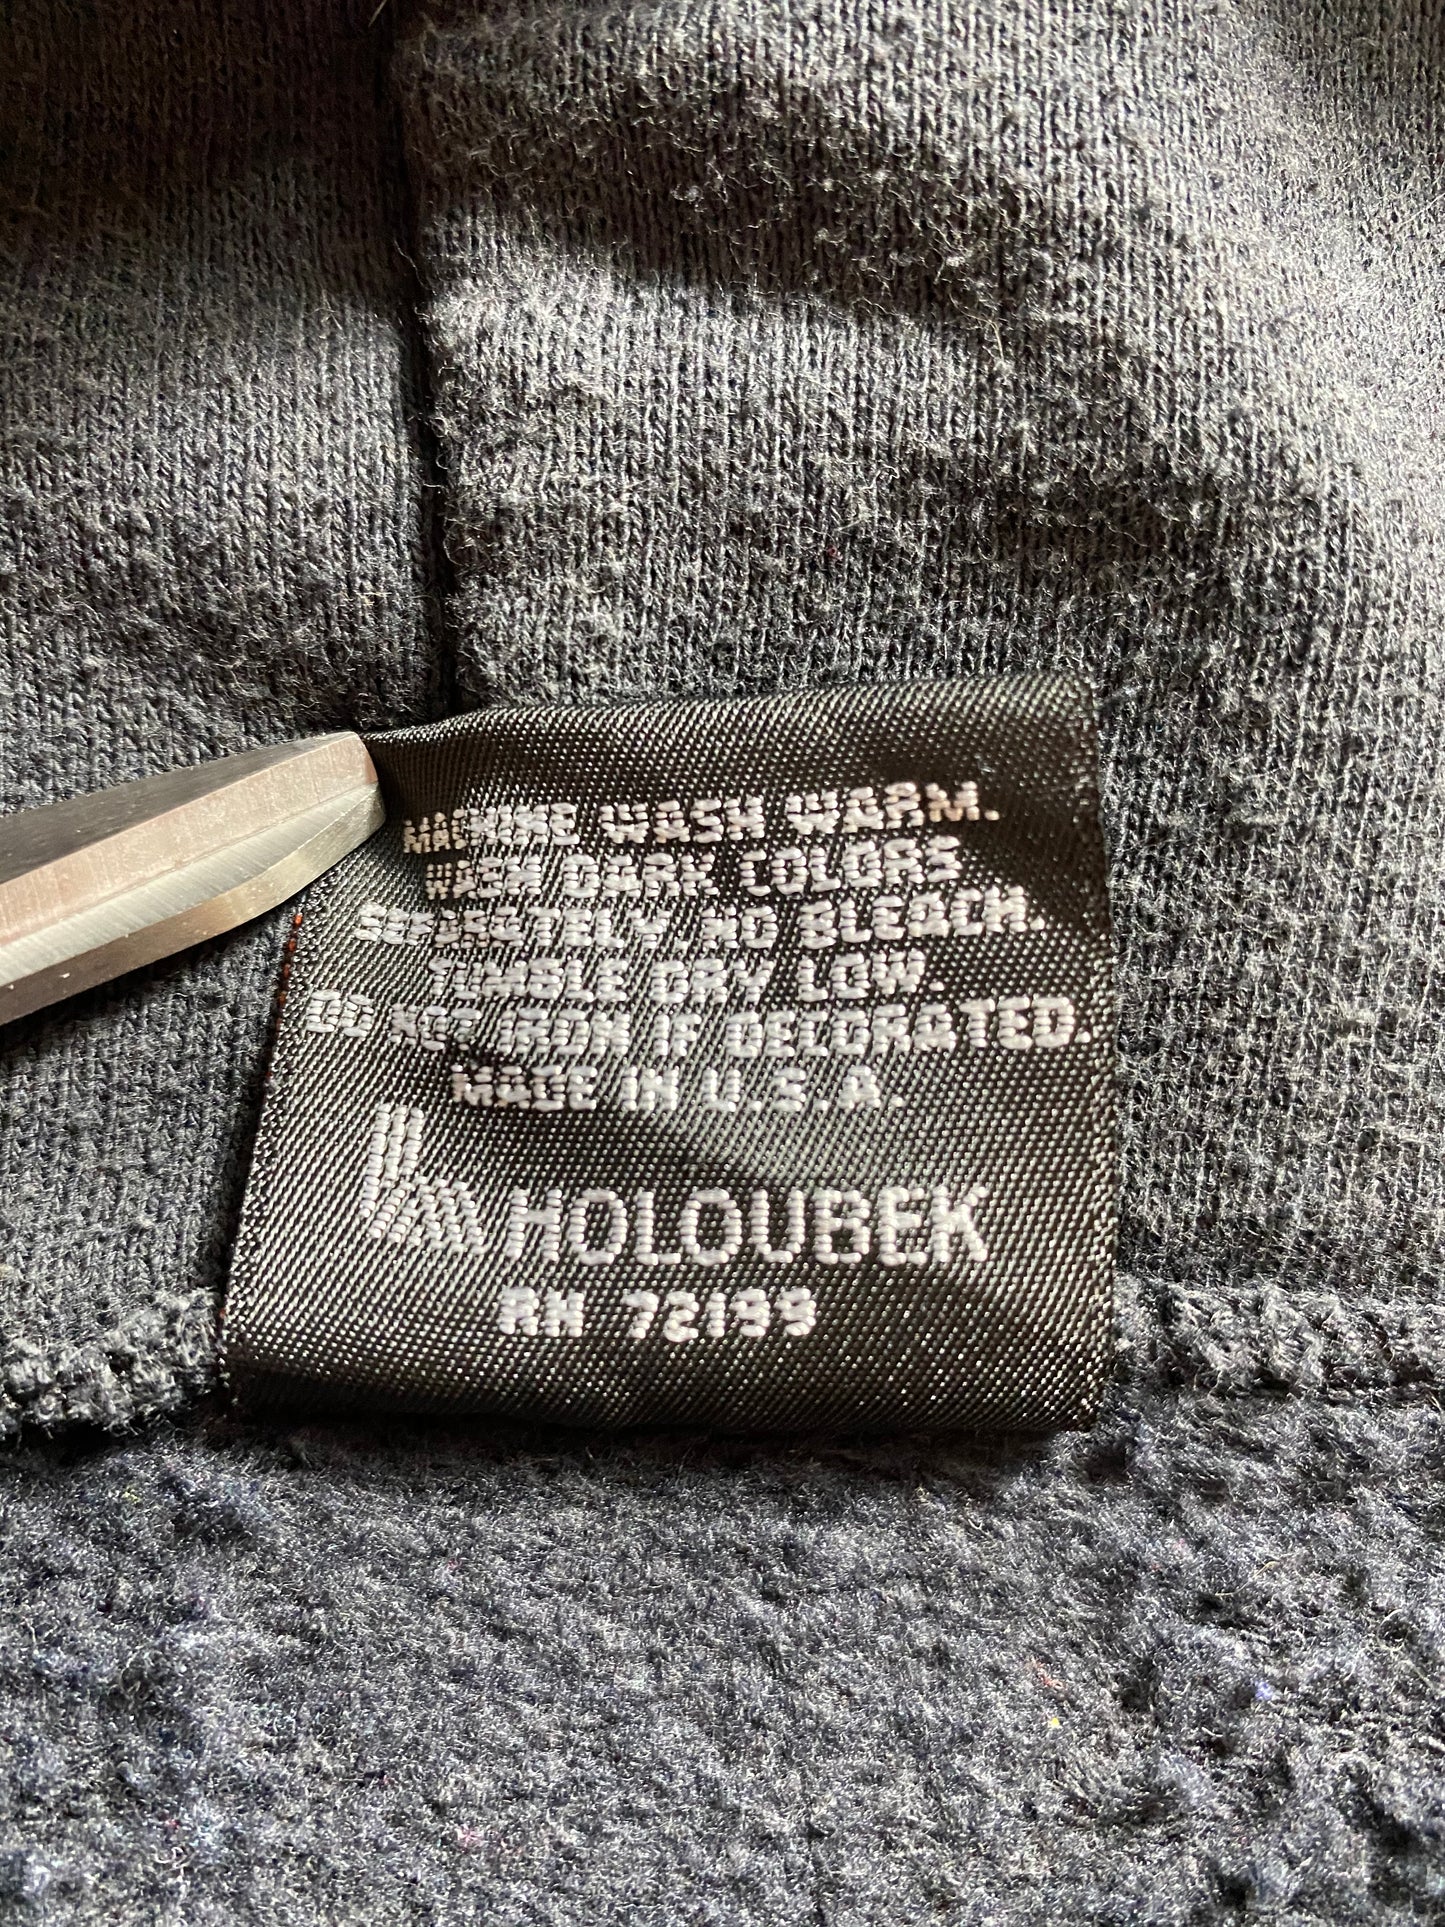 MACHINE WASH WARM.
WASH DARK COLORS
SEPARATELY. NO BLEACH.
TUMBLE DRY LOW.
DO NOT IRON IF DECORATED.
MADE IN U.S.A.
HOLOUBEK
RN 72199